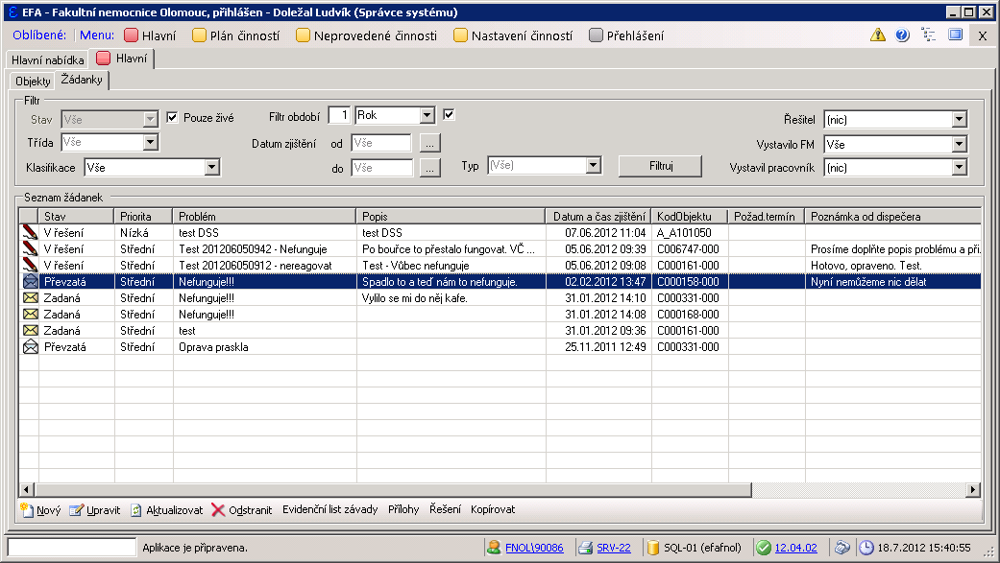 EFA - Fakultní nemocnice Olomouc, přihlášen - Doležal Ludvík (Správce systému)
Oblíbené: Menu: Hlavní Plán činností Neprovedené činnosti Nastavení činností Přehlášení X
Hlavní nabídka Hlavní
Objekty Žádanky
Filtr
Stav Vše Pouze živé Filtr období 1 Rok Řešitel (nic)
Třída Vše Datum zjištění od Vše ... Vystavilo FM Vše
Klasifikace Vše do Vše ... Typ (Vše) Filtruj Vystavil pracovník (nic)
Seznam žádanek
Stav Priorita Problém Popis Datum a čas zjištění KodObjektu Požad.termín Poznámka od dispečera
V řešení Nízká test DSS test DSS 07.06.2012 11:04 A_A101050
V řešení Střední Test 201206050942 - Nefunguje Po bouřce to přestalo fungovat. VČ ... 05.06.2012 09:39 C006747-000 Prosíme doplňte popis problému a při.
V řešení Střední Test 201206050912 - nereagovat Test - Vůbec nefunguje 05.06.2012 09:08 C000161-000 Hotovo, opraveno. Test.
Převzatá Střední Nefunguje!!! Spadlo to a teď nám to nefunguje. 02.02.2012 13:47 C000158-000 Nyní nemůžeme nic dělat
Zadaná Střední Nefunguje!!! Vylilo se mi do něj kafe. 31.01.2012 14:10 C000331-000
Zadaná Střední Nefunguje!!! 31.01.2012 14:08 C000168-000
Zadaná Střední test 31.01.2012 09:36 C000161-000
Převzatá Střední Oprava praskla 25.11.2011 12:49 C000331-000
Nový Upravit Aktualizovat Odstranit Evidenční list závady Přílohy Řešení Kopírovat
Aplikace je připravena. FNOL\90086 SRV-22 SQL-01 (efafnol) 12.04.02 18.7.2012 15:40:55